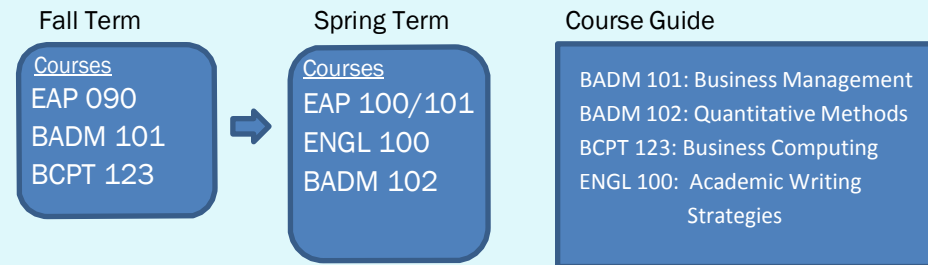 Fall Term
Courses
EAP 090
BADM 101
BCPT 123
Spring Term
Courses
EAP 100/101
ENGL 100
BADM 102
Course Guide
BADM 101: Business Management
BADM 102: Quantitative Methods
BCPT 123: Business Computing
ENGL 100: Academic Writing
Strategies